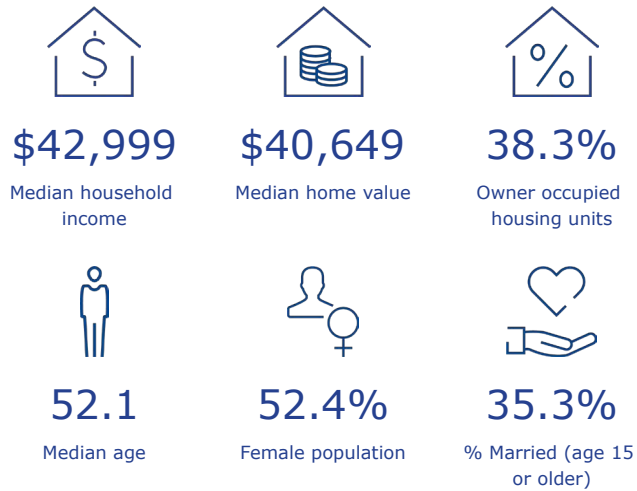 $42,999
Median household
income
$40,649
Median home value
38.3%
Owner occupied
housing units
52.1
Median age
52.4%
Female population
35.3%
% Married (age 15
or older)